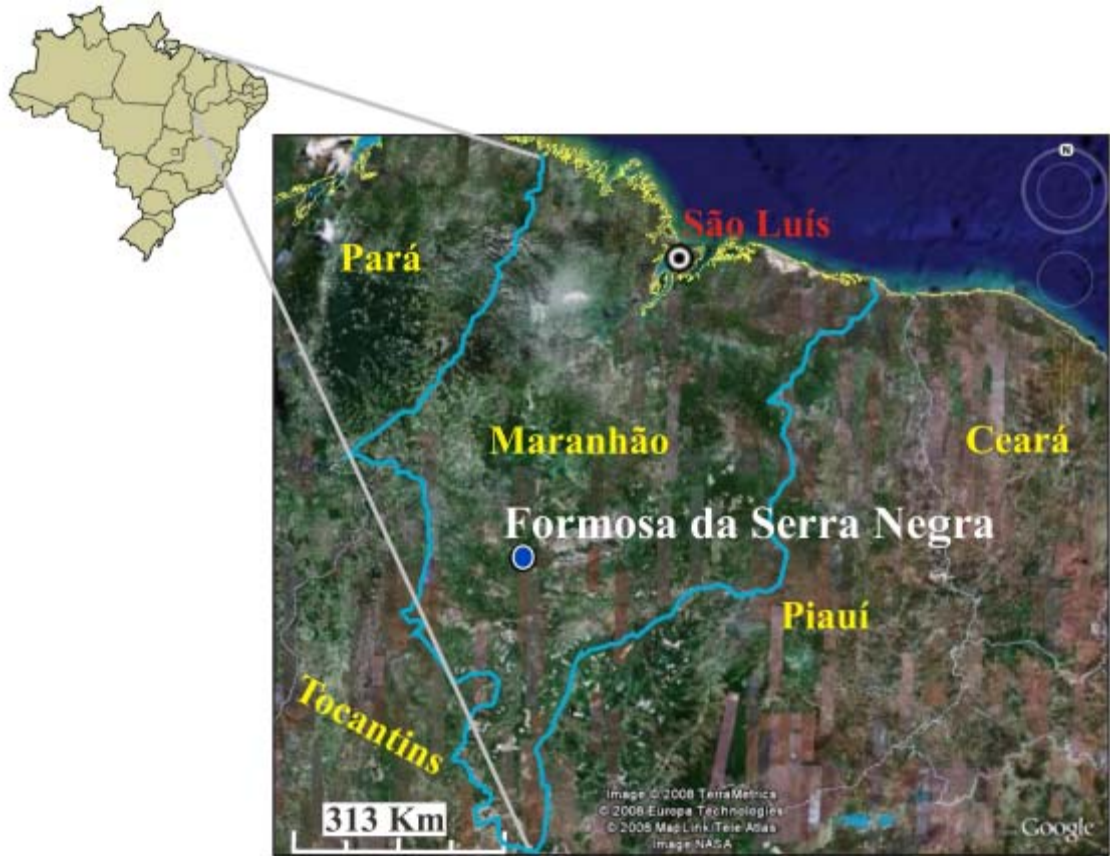 N
São Luís
Pará
Maranhão
Ceará
Formosa da Serra Negra
Piauí
Tocantins
313 Km
Image © 2008 TerraMetrics
© 2008 Europa Technologies
© 2008 MapLink/Tele Atlas
Image NASA
Google